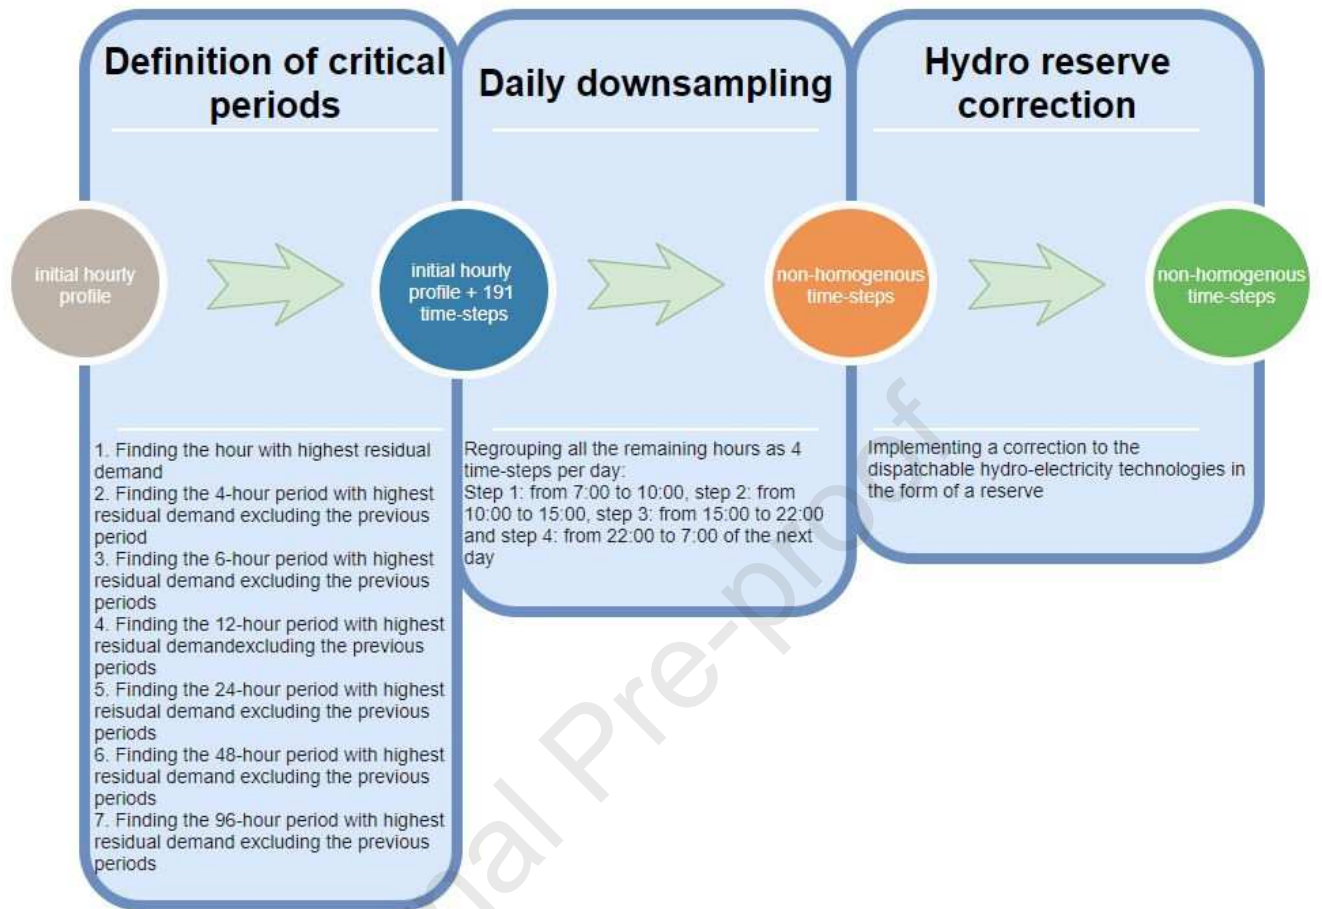 Definition of critical
periods
Daily downsampling
Hydro reserve
correction
initial hourly
profile
initial hourly
profile + 191
time-steps
non-homogenous
time-steps
non-homogenous
time-steps
1. Finding the hour with highest residual
demand
2. Finding the 4-hour period with highest
residual demand excluding the previous
period
3. Finding the 6-hour period with highest
residual demand excluding the previous
periods
4. Finding the 12-hour period with highest
residual demandexcluding the previous
periods
5. Finding the 24-hour period with highest
reisudal demand excluding the previous
periods
6. Finding the 48-hour period with highest
residual demand excluding the previous
periods
7. Finding the 96-hour period with highest
residual demand excluding the previous
periods
Regrouping all the remaining hours as 4
time-steps per day:
Step 1: from 7:00 to 10:00, step 2: from
10:00 to 15:00, step 3: from 15:00 to 22:00
and step 4: from 22:00 to 7:00 of the next
day
Implementing a correction to the
dispatchable hydro-electricity technologies in
the form of a reserve
nal Pre-proof